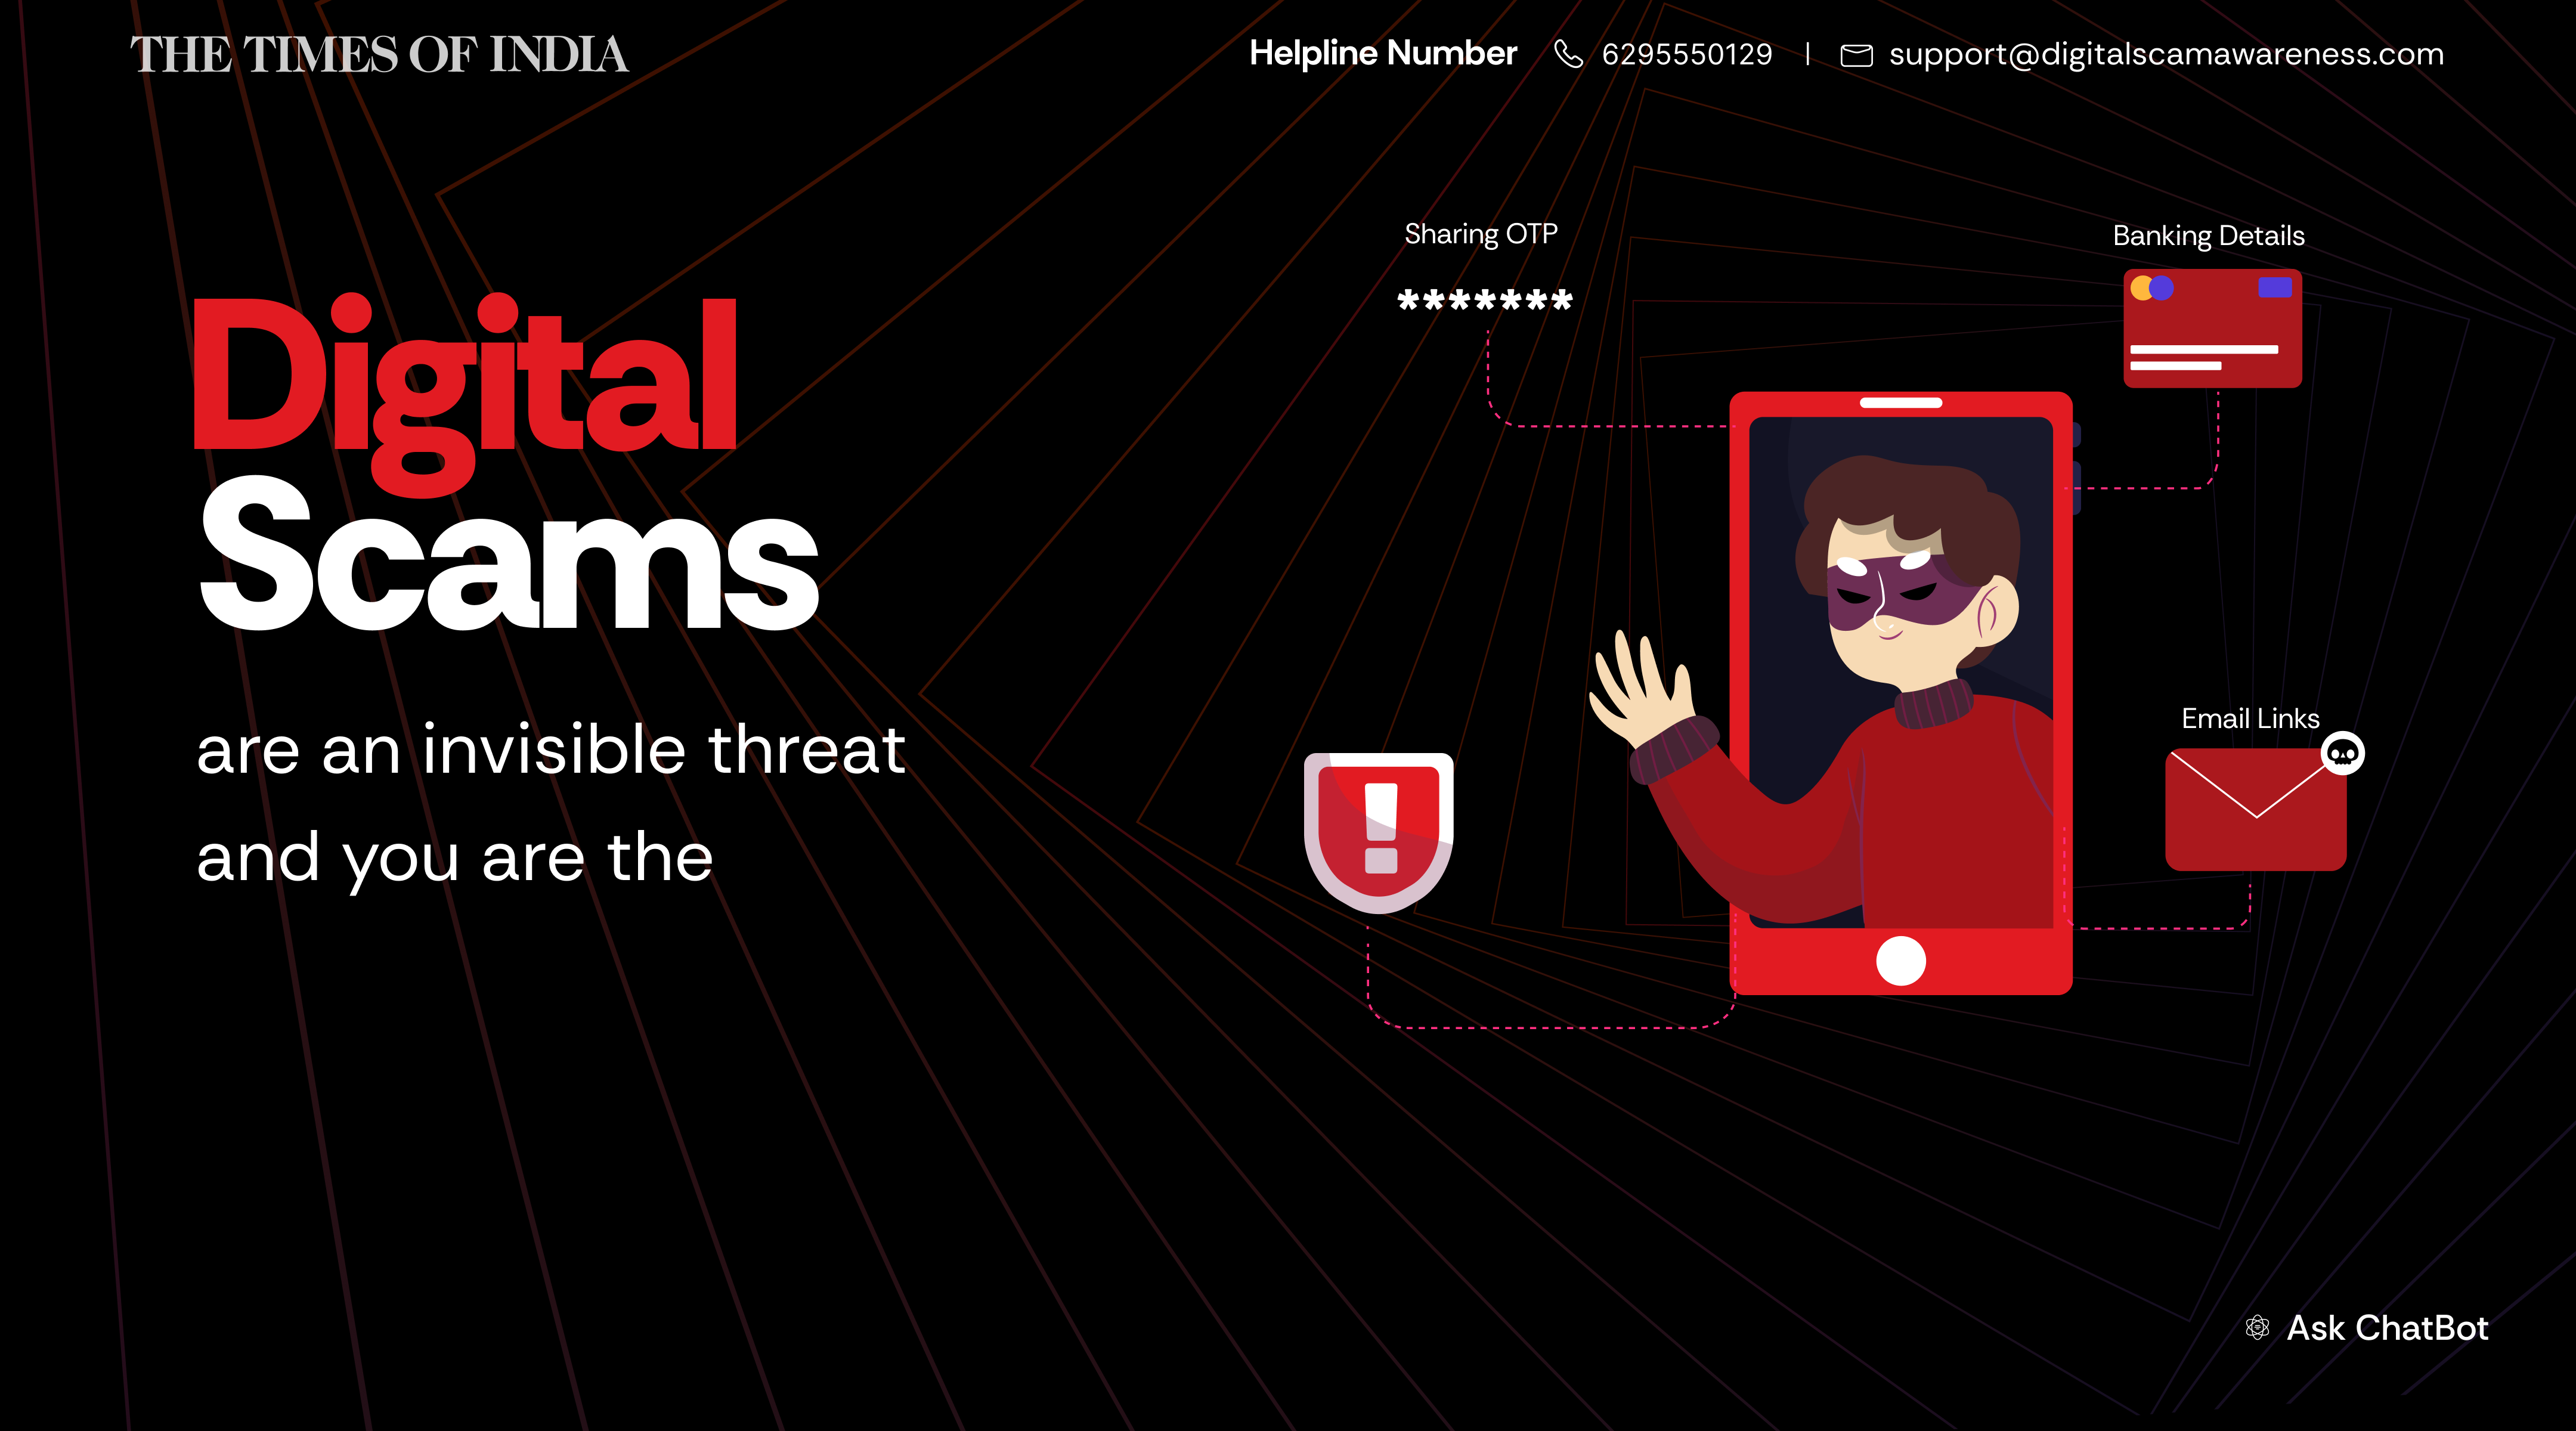 THE TIMES OF INDIA
Helpline Number 6295550129 | support@digitalscamawareness.com
Sharing OTP
*******
Banking Details
Digital
Scams
are an invisible threat
and you are the
!
Email Links
Ask ChatBot